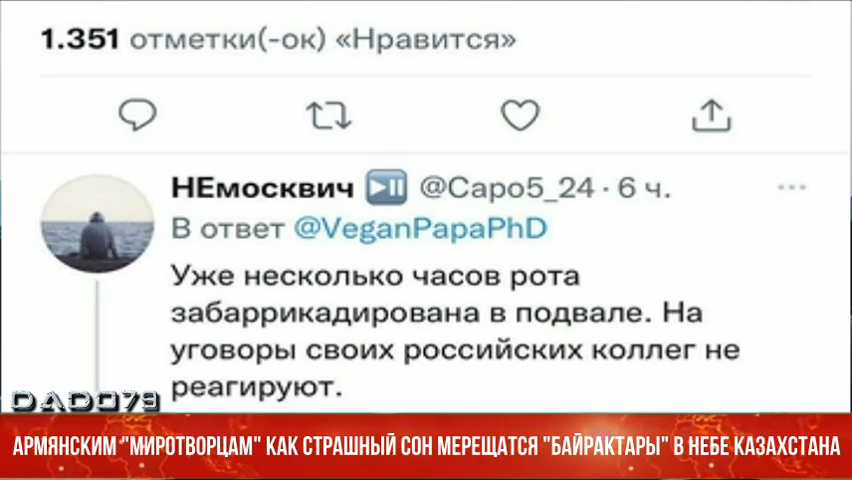 1.351 отметки(-ок) «Нравится»
НЕмосквич ⏯️ @Capo5_24 · 6 ч.
В ответ @VeganPapaPhD
Уже несколько часов рота
забаррикадирована в подвале. На
уговоры своих российских коллег не
реагируют.
DADO79
АРМЯНСКИМ "МИРОТВОРЦАМ" КАК СТРАШНЫЙ СОН МЕРЕЩАТСЯ "БАЙРАКТАРЫ" В НЕБЕ КАЗАХСТАНА